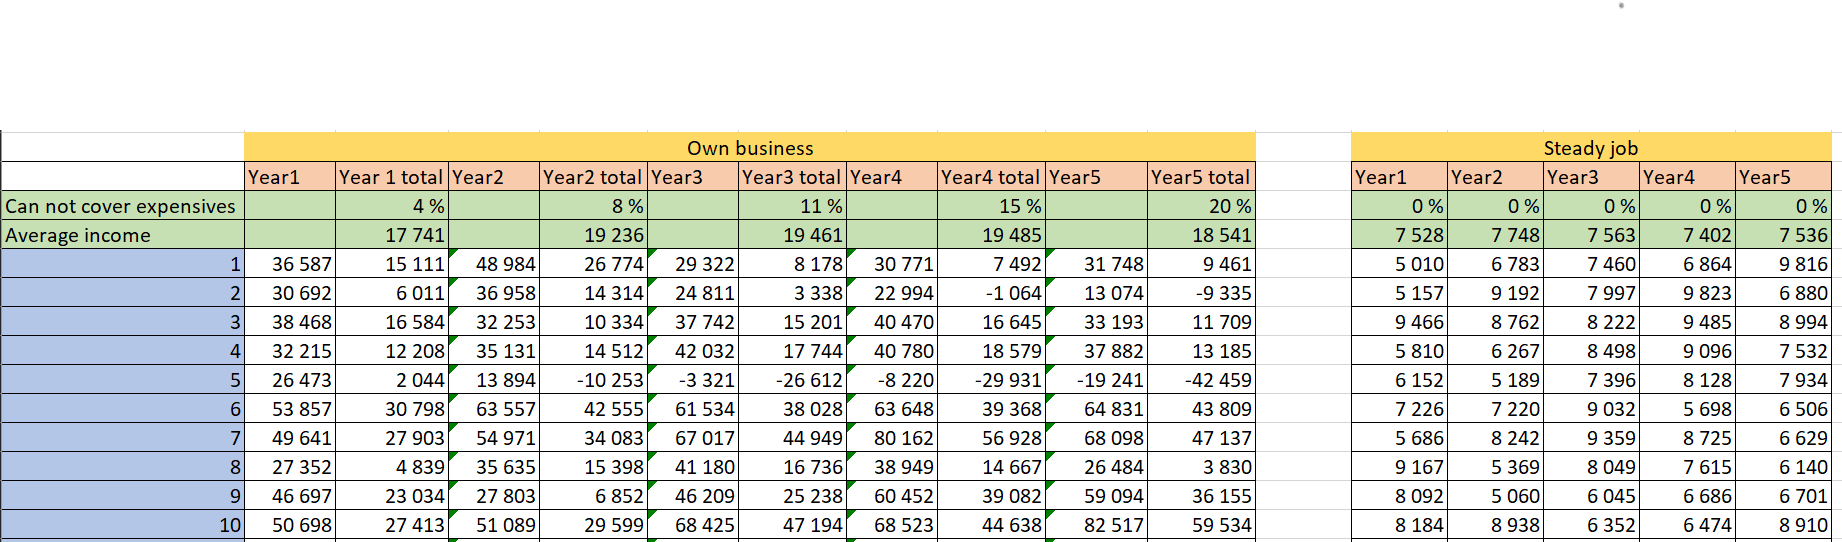 Own business Steady job
Year1 Year 1 total Year2 Year2 total Year3 Year3 total Year4 Year4 total Year5 Year5 total Year1 Year2 Year3 Year4 Year5
Can not cover expensives 4 % 8 % 11 % 15 % 20 % 0 % 0 % 0 % 0 % 0 %
Average income 17 741 19 236 19 461 19 485 18 541 7 528 7 748 7 563 7 402 7 536
1 36 587 15 111 48 984 26 774 29 322 8 178 30 771 7 492 31 748 9 461 5 010 6 783 7 460 6 864 9 816
2 30 692 6 011 36 958 14 314 24 811 3 338 22 994 -1 064 13 074 -9 335 5 157 9 192 7 997 9 823 6 880
3 38 468 16 584 32 253 10 334 37 742 15 201 40 470 16 645 33 193 11 709 9 466 8 762 8 222 9 485 8 994
4 32 215 12 208 35 131 14 512 42 032 17 744 40 780 18 579 37 882 13 185 5 810 6 267 8 498 9 096 7 532
5 26 473 2 044 13 894 -10 253 -3 321 -26 612 -8 220 -29 931 -19 241 -42 459 6 152 5 189 7 396 8 128 7 934
6 53 857 30 798 63 557 42 555 61 534 38 028 63 648 39 368 64 831 43 809 7 226 7 220 9 032 5 698 6 506
7 49 641 27 903 54 971 34 083 67 017 44 949 80 162 56 928 68 098 47 137 5 686 8 242 9 359 8 725 6 629
8 27 352 4 839 35 635 15 398 41 180 16 736 38 949 14 667 26 484 3 830 9 167 5 369 8 049 7 615 6 140
9 46 697 23 034 27 803 6 852 46 209 25 238 60 452 39 082 59 094 36 155 8 092 5 060 6 045 6 686 6 701
10 50 698 27 413 51 089 29 599 68 425 47 194 68 523 44 638 82 517 59 534 8 184 8 938 6 352 6 474 8 910